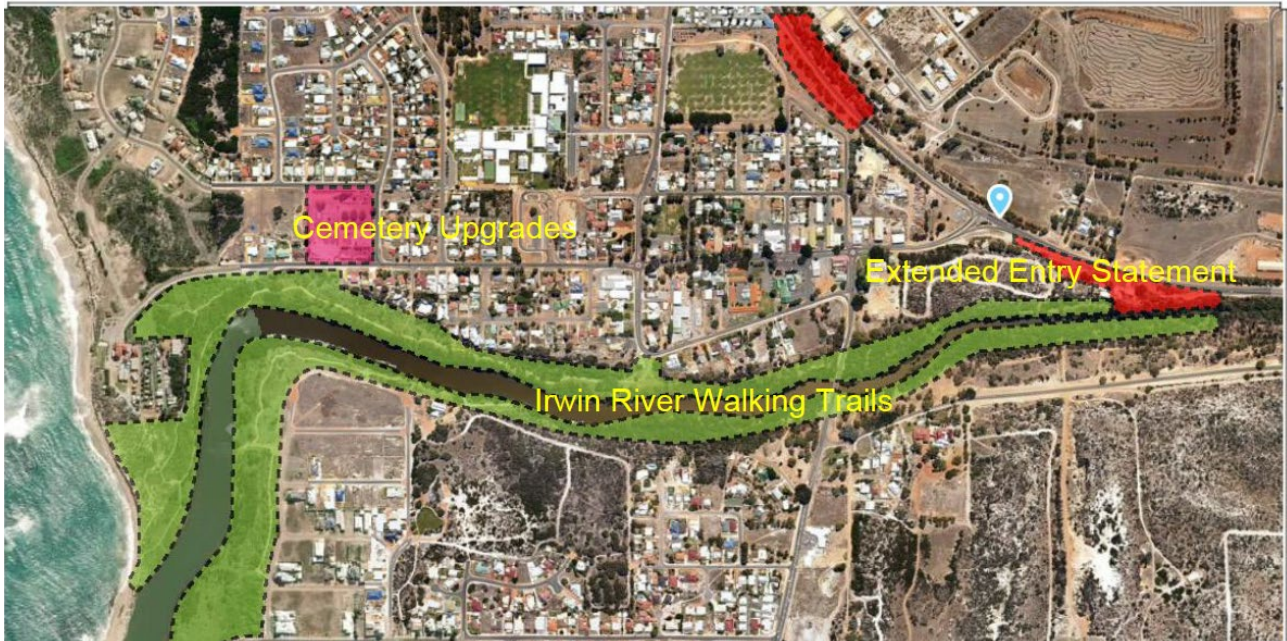 Cemetery Upgrades
Extended Entry Statement
Irwin River Walking Trails